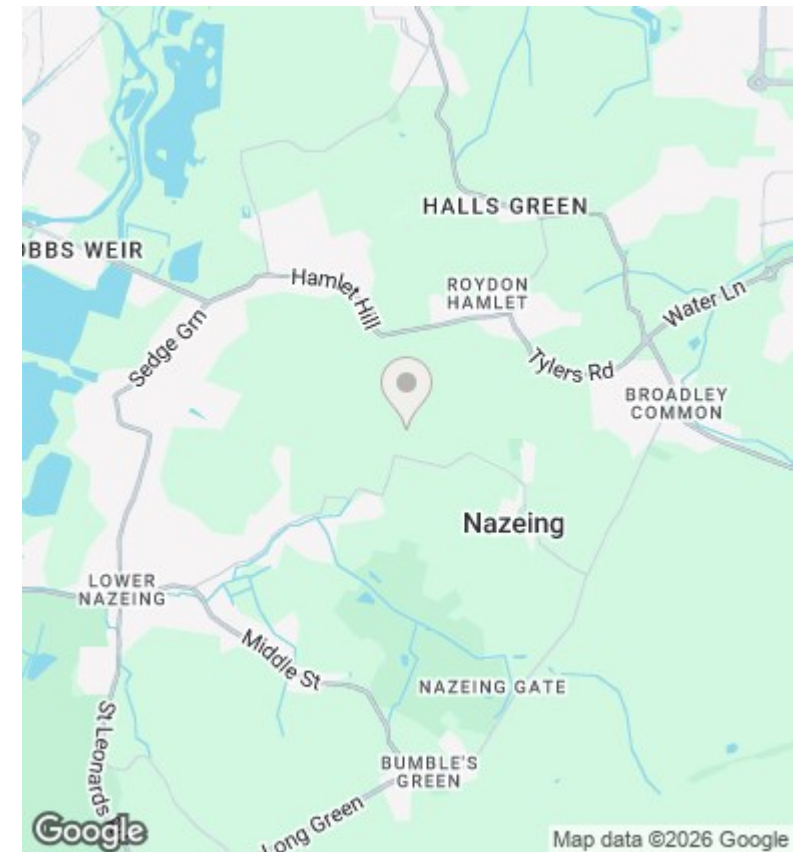 HALLS GREEN
OBBS WEIR
Hamlet Hill
ROYDON
HAMLET
Water Ln
Sedge Grn
Tylers Rd
BROADLEY
COMMON
Nazeing
LOWER
NAZEING
Middle St
NAZEING GATE
St Leonards
BUMBLE'S
GREEN
Long Green
Google
Map data ©2026 Google